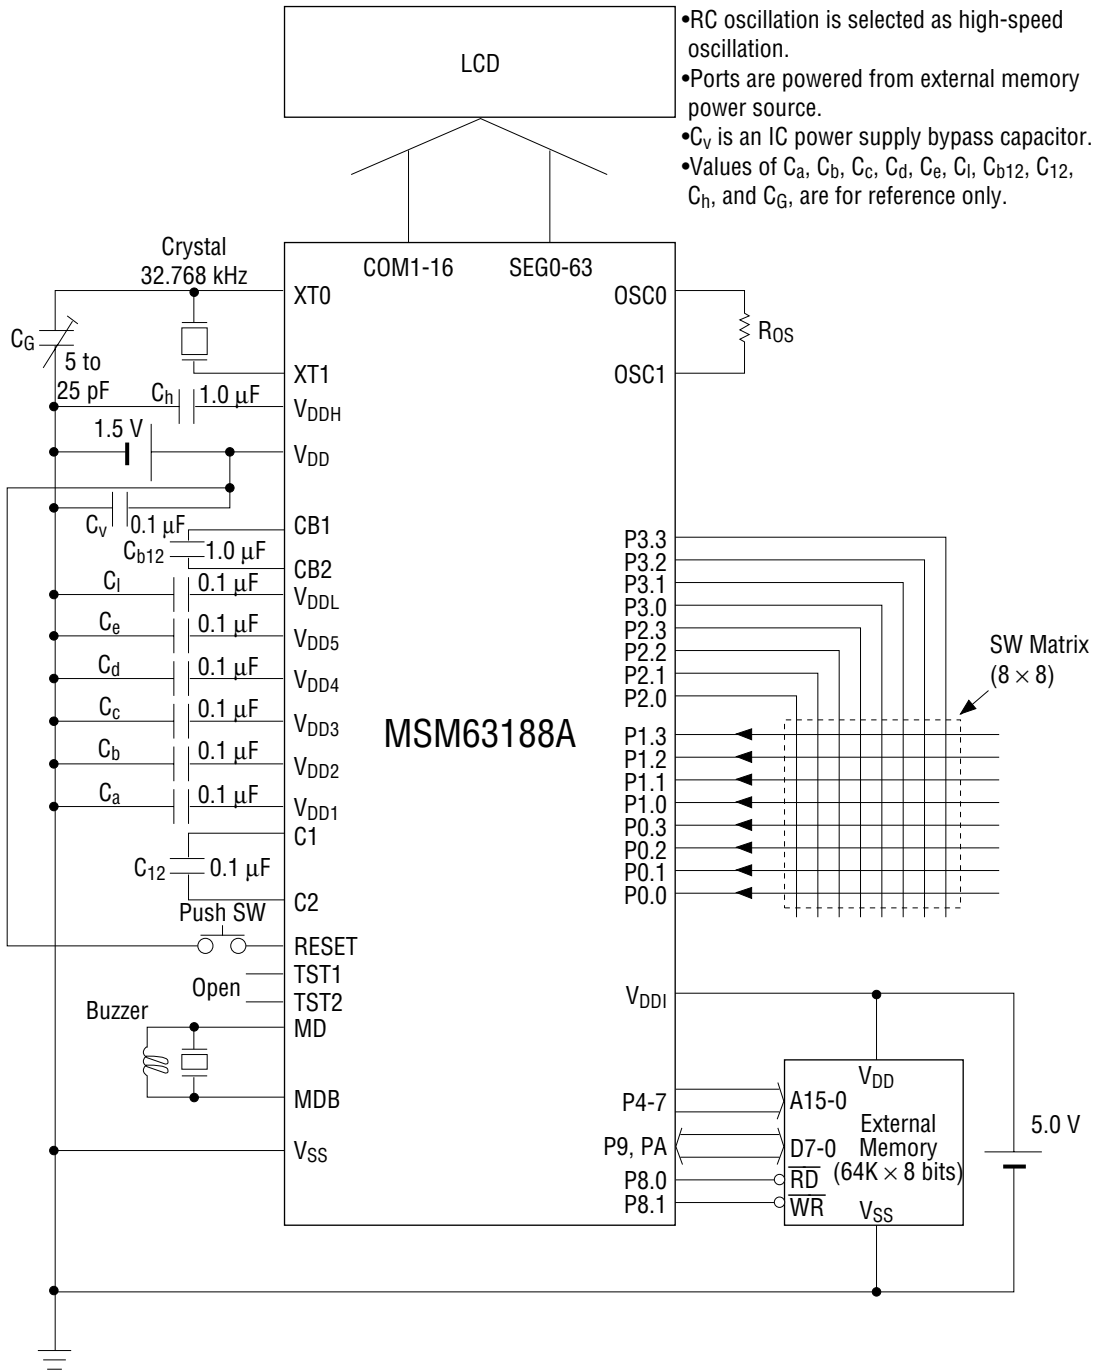 LCD
•RC oscillation is selected as high-speed
oscillation.
•Ports are powered from external memory
power source.
•Cv is an IC power supply bypass capacitor.
•Values of Ca, Cb, Cc, Cd, Ce, Cl, Cb12, C12,
Ch, and CG, are for reference only.
COM1-16
SEG0-63
Crystal
32.768 kHz
CG
5 to
25 pF
XT0
XT1
Ch
1.0 μF
VDDH
1.5 V
VDD
Cv
0.1 μF
CB1
Cb12
1.0 μF
CB2
Cl
0.1 μF
VDDL
Ce
0.1 μF
VDD5
Cd
0.1 μF
VDD4
Cc
0.1 μF
VDD3
Cb
0.1 μF
VDD2
Ca
0.1 μF
VDD1
C1
C12
0.1 μF
C2
Push SW
RESET
TST1
Open
TST2
Buzzer
MD
MDB
VSS
MSM63188A
OSC0
ROS
OSC1
P3.3
P3.2
P3.1
P3.0
P2.3
P2.2
P2.1
P2.0
SW Matrix
(8 × 8)
P1.3
P1.2
P1.1
P1.0
P0.3
P0.2
P0.1
P0.0
VDDI
P4-7
P9, PA
P8.0
P8.1
VDD
A15-0
External
Memory
D7-0
(64K × 8 bits)
RD
WR
VSS
5.0 V